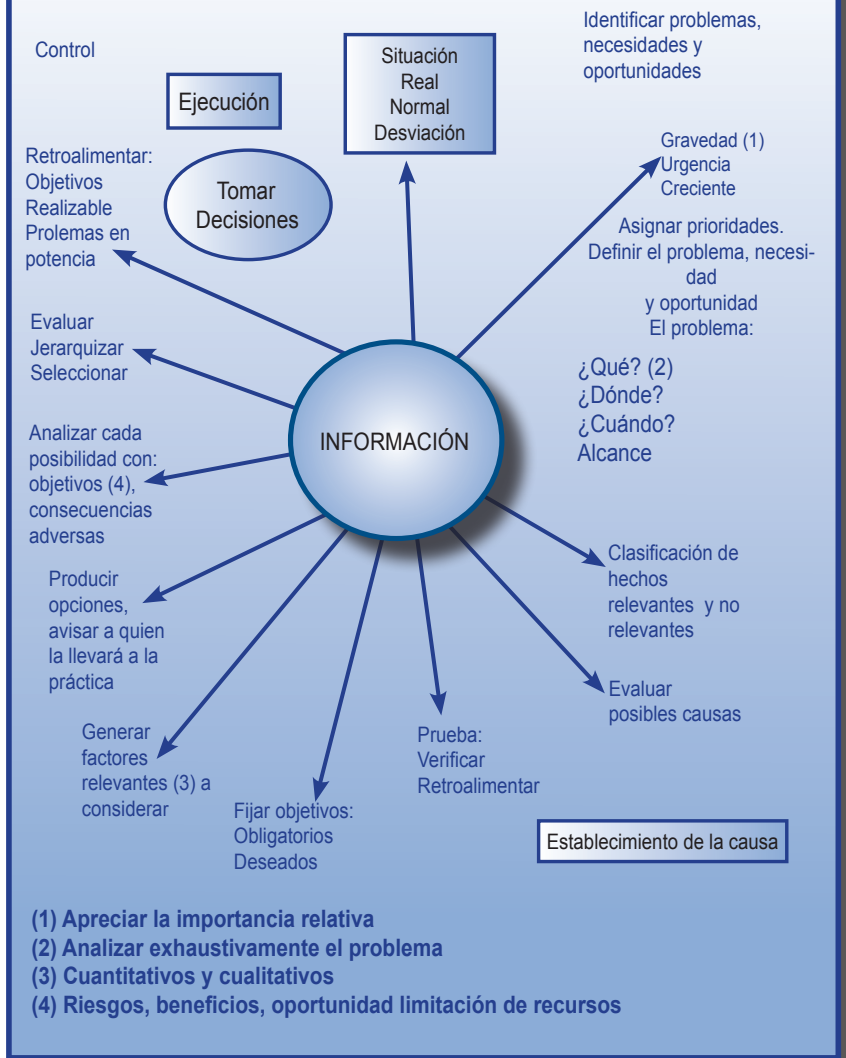 Control
Ejecución
Situación
Real
Normal
Desviación
Identificar problemas,
necesidades y
oportunidades
Gravedad (1)
Urgencia
Creciente
Asignar prioridades.
Definir el problema, necesi-
dad
y oportunidad
El problema:
¿Qué? (2)
¿Dónde?
¿Cuándo?
Alcance
Retroalimentar:
Objetivos
Realizable
Prolemas en
potencia
Tomar
Decisiones
Evaluar
Jerarquizar
Seleccionar
INFORMACIÓN
Analizar cada
posibilidad con:
objetivos (4),
consecuencias
adversas
Clasificación de
hechos
relevantes y no
relevantes
Producir
opciones,
avisar a quien
la llevará a la
práctica
Evaluar
posibles causas
Generar
factores
relevantes (3) a
considerar
Prueba:
Verificar
Retroalimentar
Fijar objetivos:
Obligatorios
Deseados
Establecimiento de la causa
(1) Apreciar la importancia relativa
(2) Analizar exhaustivamente el problema
(3) Cuantitativos y cualitativos
(4) Riesgos, beneficios, oportunidad limitación de recursos